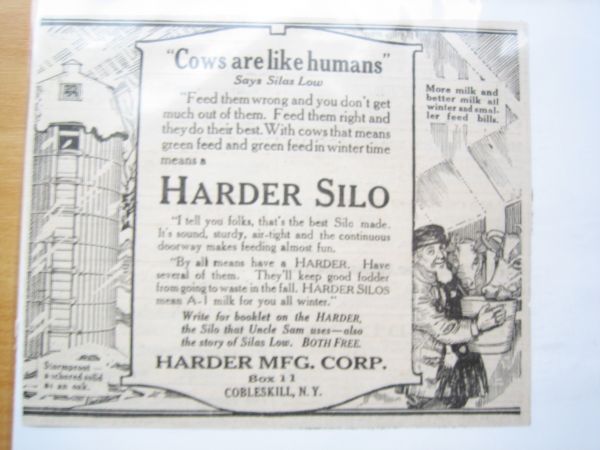 "Cows are like humans"
Says Silas Low
"Feed them wrong and you don't get
much out of them. Feed them right and
they do their best. With cows that means
green feed and green feed in winter time
means a
HARDER SILO
"I tell you folks, that's the best Silo made.
It's sound, sturdy, air-tight and the continuous
doorway makes feeding almost fun.
"By all means have a HARDER. Have
several of them. They'll keep good fodder
from going to waste in the fall. HARDER SILOS
mean A-1 milk for you all winter."
Write for booklet on the HARDER,
the Silo that Uncle Sam uses—also
the story of Silas Low. BOTH FREE.
HARDER MFG. CORP.
Box 11
COBLESKILL, N.Y.
More milk and
better milk all
winter and smal-
ler feed bills.
Stormproof—
anchored solid
as an oak.